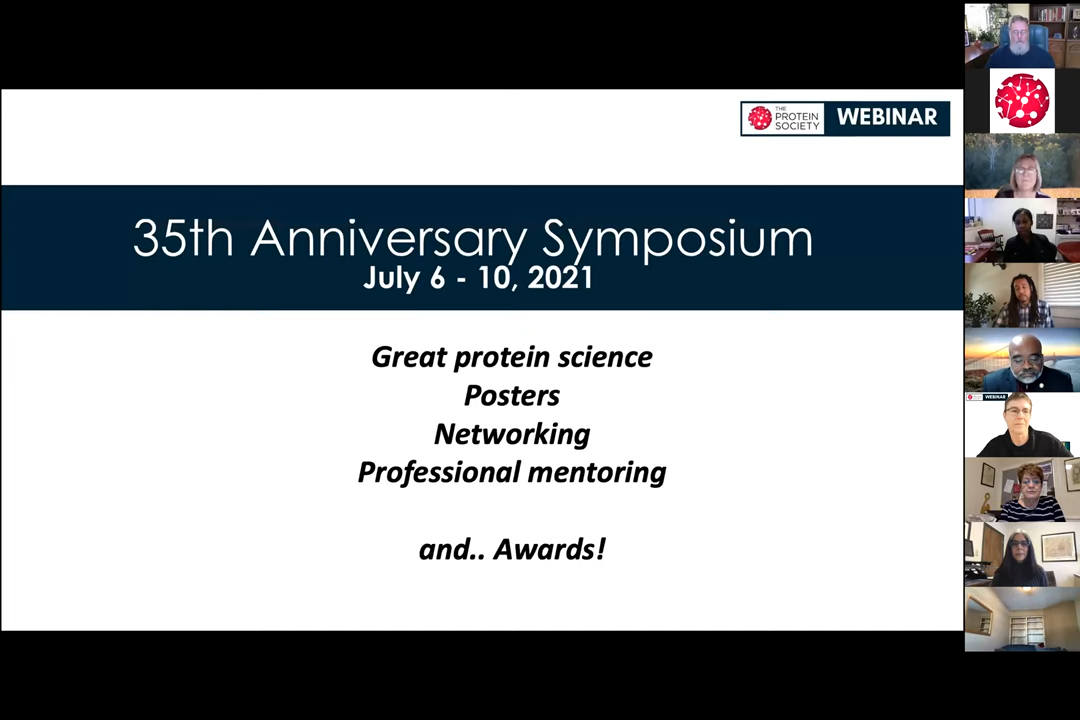 THE
PROTEIN
SOCIETY
WEBINAR
35th Anniversary Symposium
July 6 - 10, 2021
Great protein science
Posters
Networking
Professional mentoring
and.. Awards!
WEBINAR